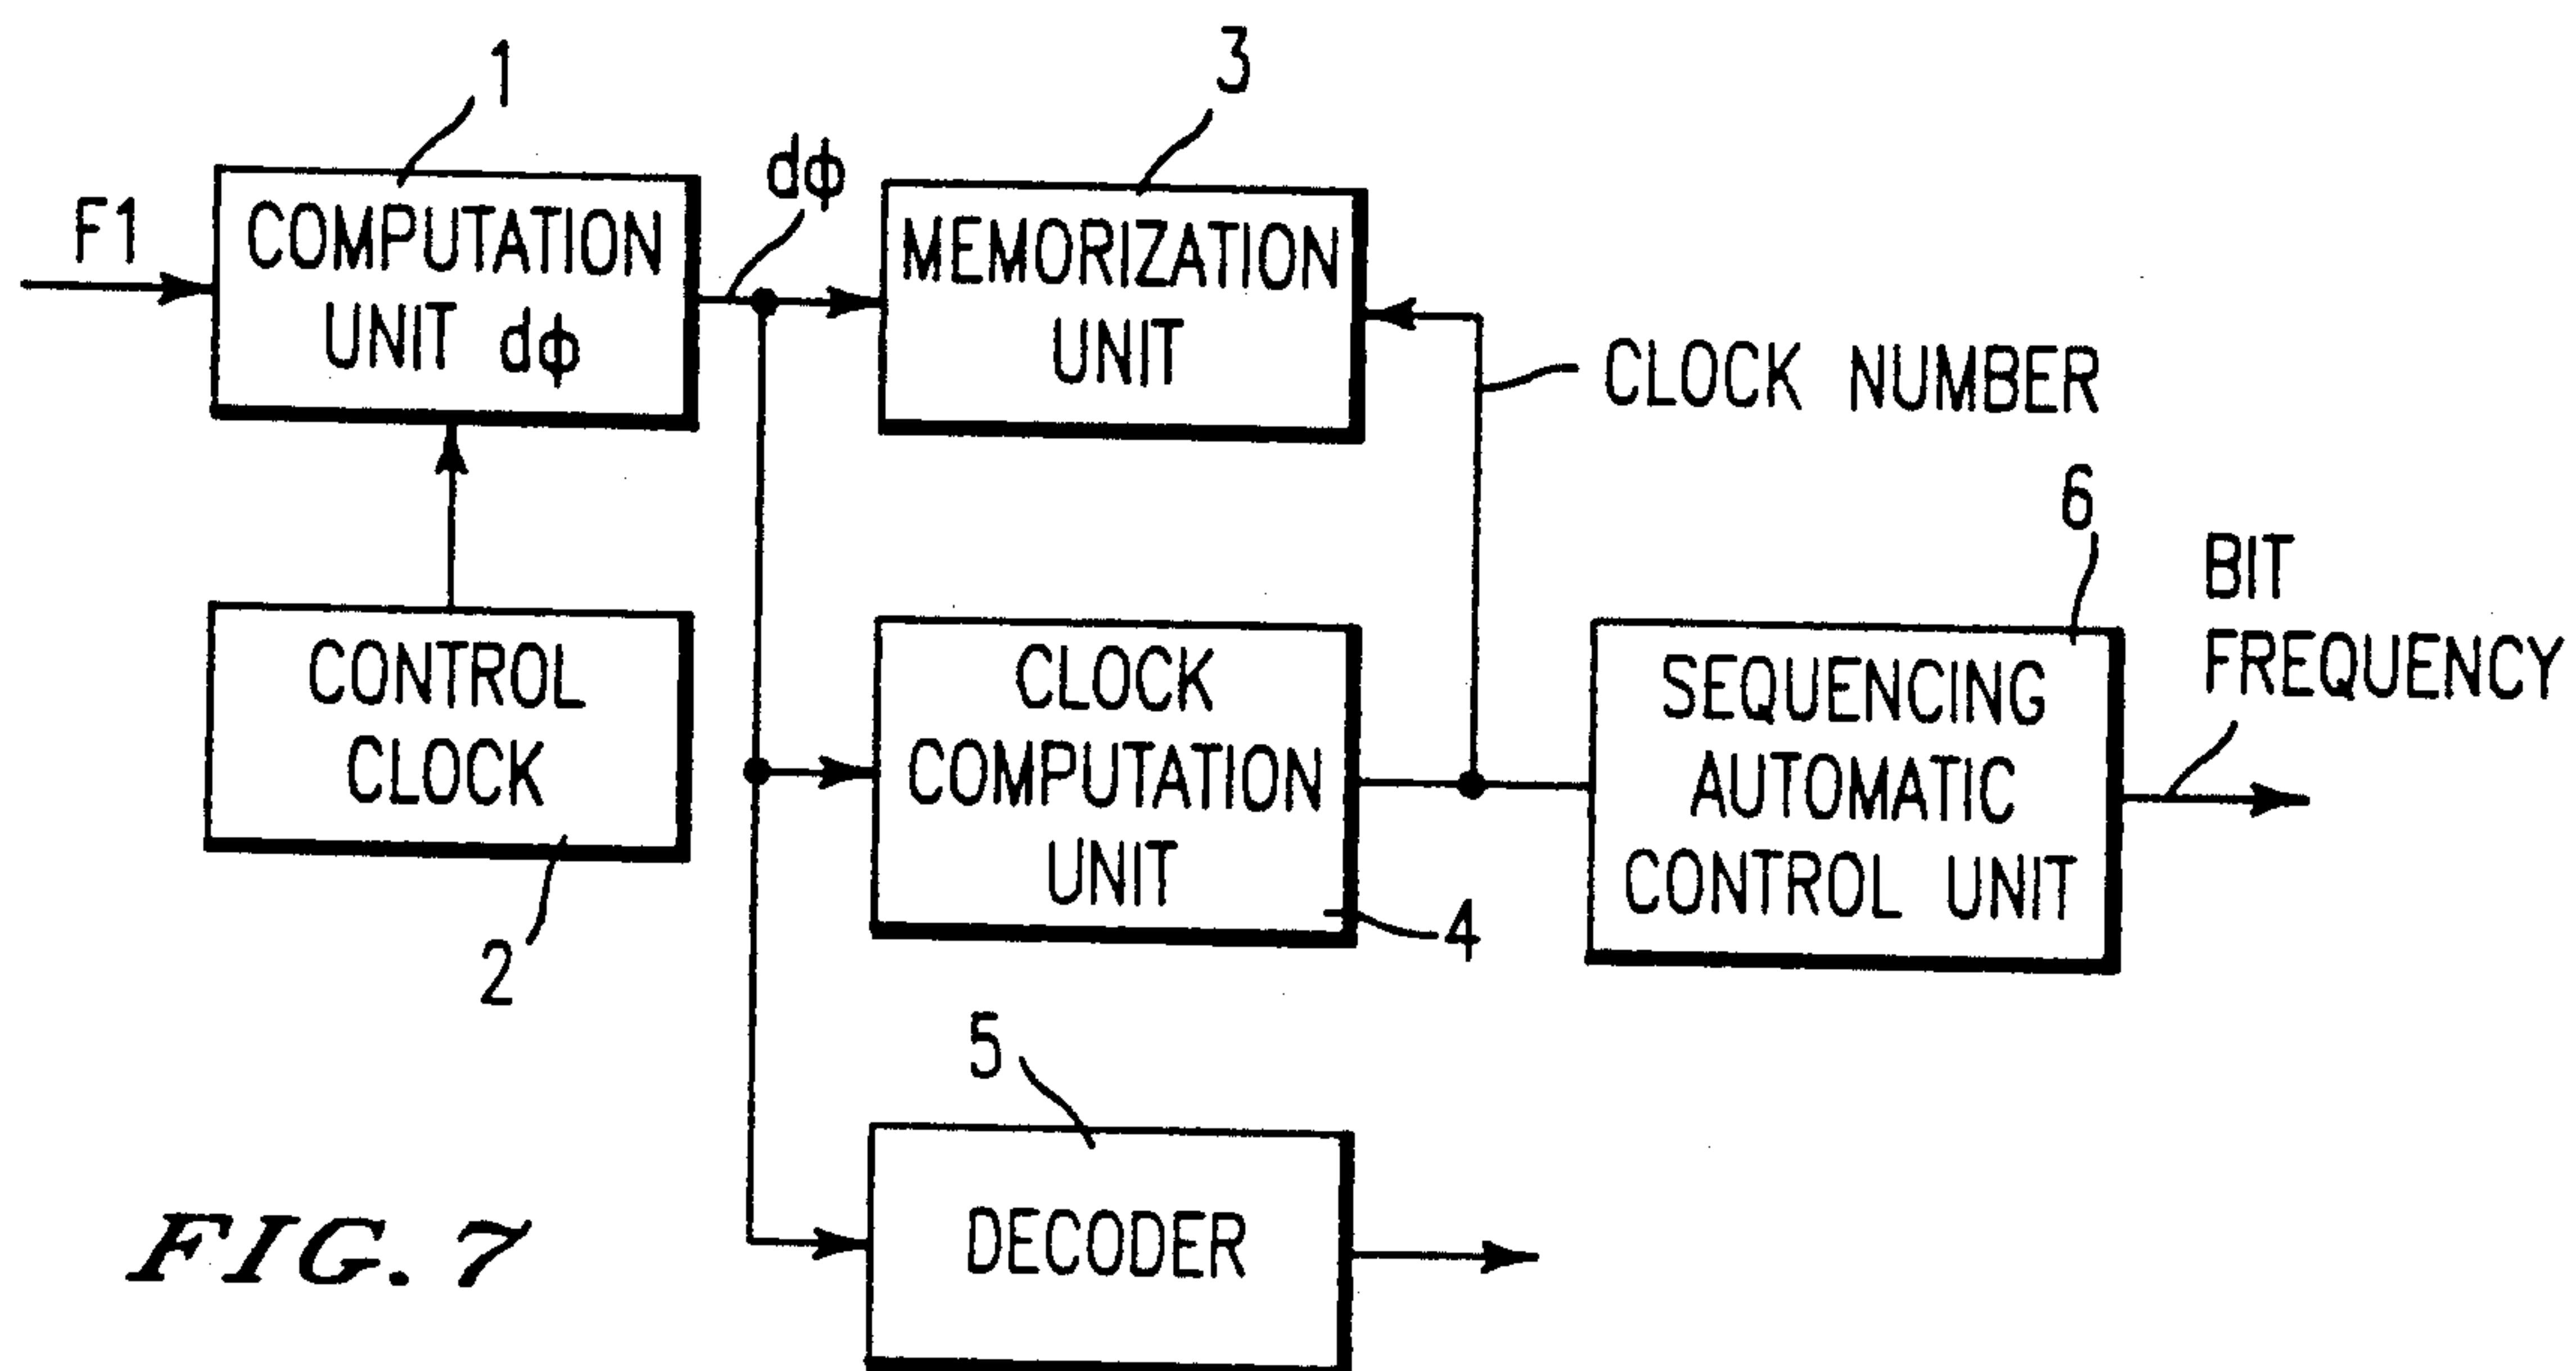 1
F1
COMPUTATION
UNIT dϕ
dϕ
3
MEMORIZATION
UNIT
CLOCK NUMBER
CONTROL
CLOCK
2
CLOCK
COMPUTATION
UNIT
4
6
SEQUENCING
AUTOMATIC
CONTROL UNIT
BIT
FREQUENCY
5
DECODER
FIG. 7